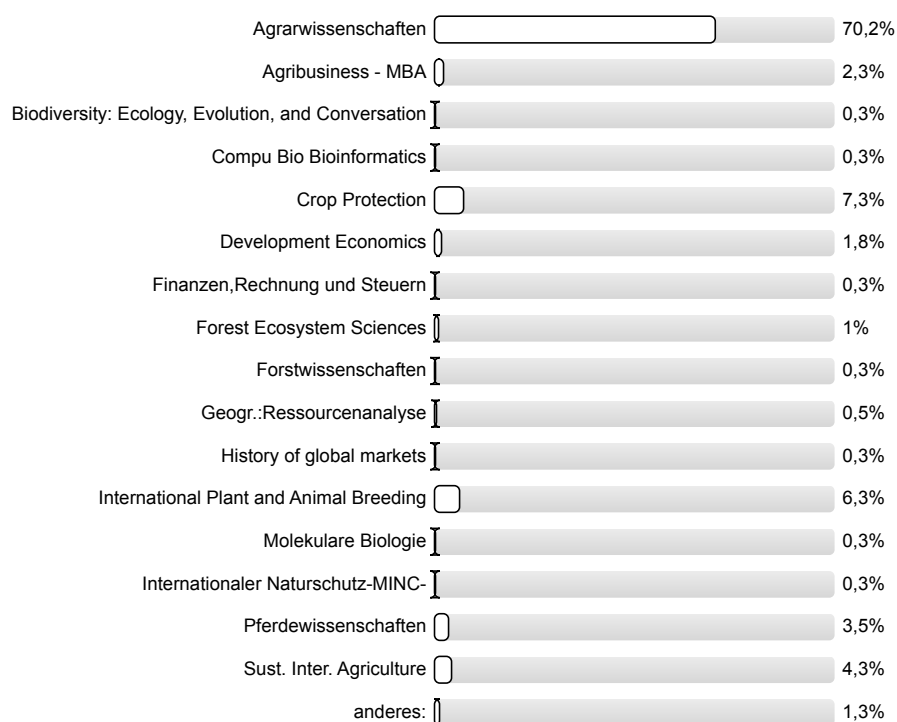 Agrarwissenschaften 70,2%
Agribusiness - MBA 2,3%
Biodiversity: Ecology, Evolution, and Conversation 0,3%
Compu Bio Bioinformatics 0,3%
Crop Protection 7,3%
Development Economics 1,8%
Finanzen,Rechnung und Steuern 0,3%
Forest Ecosystem Sciences 1%
Forstwissenschaften 0,3%
Geogr.:Ressourcenanalyse 0,5%
History of global markets 0,3%
International Plant and Animal Breeding 6,3%
Molekulare Biologie 0,3%
Internationaler Naturschutz-MINC- 0,3%
Pferdewissenschaften 3,5%
Sust. Inter. Agriculture 4,3%
anderes: 1,3%